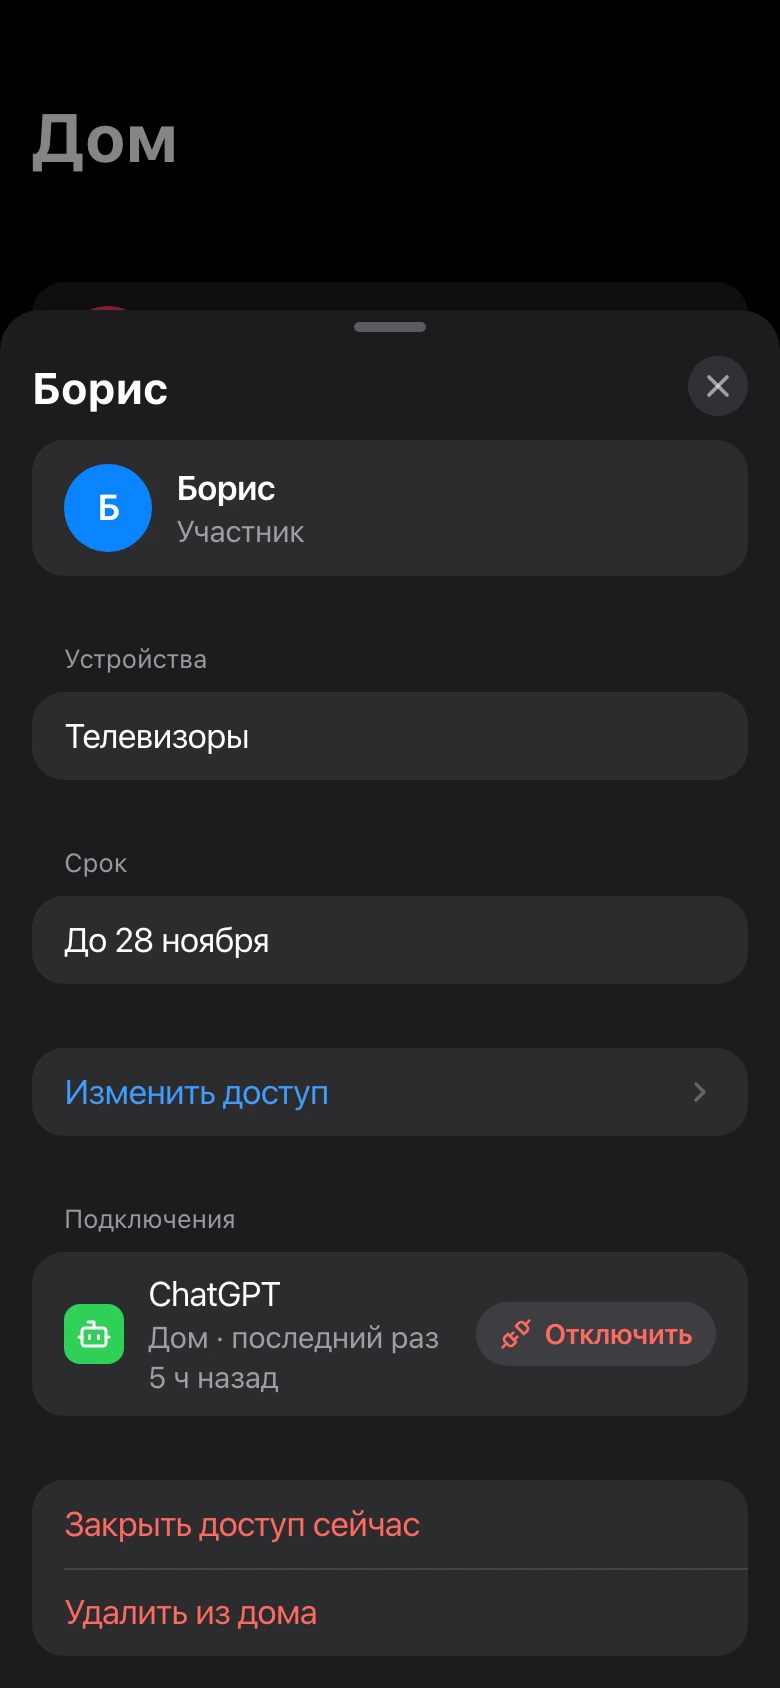 Дом
Борис
Б
Борис
Участник
Устройства
Телевизоры
Срок
До 28 ноября
Изменить доступ
Подключения
ChatGPT
Дом · последний раз
5 ч назад
Отключить
Закрыть доступ сейчас
Удалить из дома